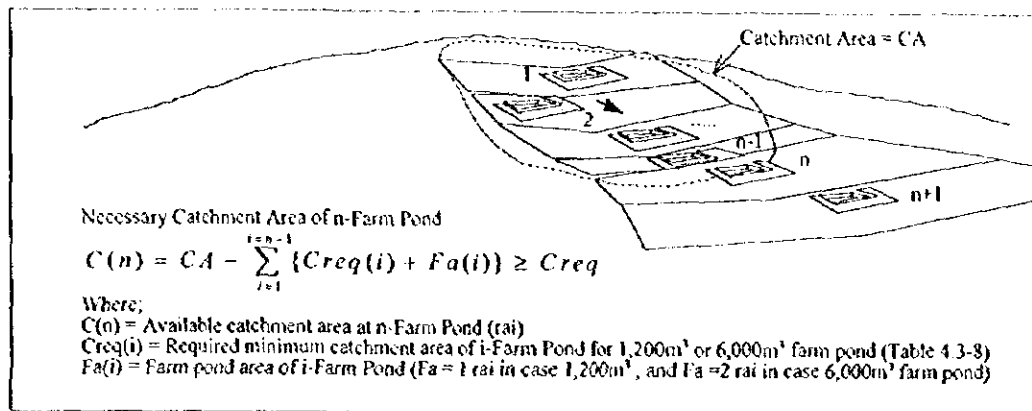 Catchment Area = CA
1
2
....
n-1
n
n+1
Necessary Catchment Area of n-Farm Pond
C(n) = CA - \sum_{i=1}^{i=n-1} {Creq(i) + Fa(i)} ≥ Creq
Where;
C(n) = Available catchment area at n-Farm Pond (rai)
Creq(i) = Required minimum catchment area of i-Farm Pond for 1,200m³ or 6,000m³ farm pond (Table 4.3-8)
Fa(i) = Farm pond area of i-Farm Pond (Fa = 1 rai in case 1,200m³, and Fa =2 rai in case 6,000m³ farm pond)